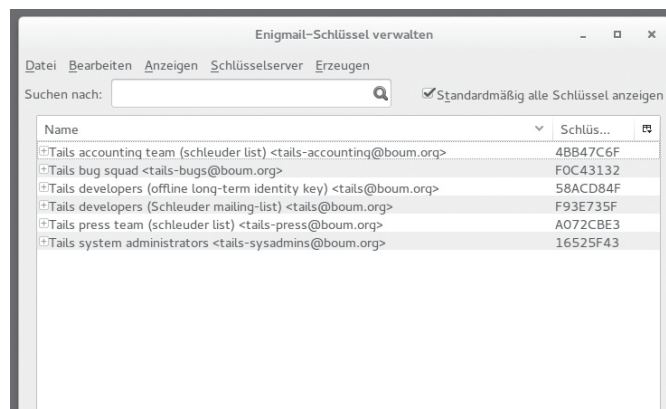 Enigmail-Schlüssel verwalten
Datei Bearbeiten Anzeigen Schlüsselserver Erzeugen
Suchen nach: Standardmäßig alle Schlüssel anzeigen
Name Schlüs...
Tails accounting team (schleuder list) <tails-accounting@boum.org> 4BB47C6F
Tails bug squad <tails-bugs@boum.org> F0C43132
Tails developers (offline long-term identity key) <tails@boum.org> 58ACD84F
Tails developers (Schleuder mailing-list) <tails@boum.org> F93E735F
Tails press team (schleuder list) <tails-press@boum.org> A072CBE3
Tails system administrators <tails-sysadmins@boum.org> 16525F43